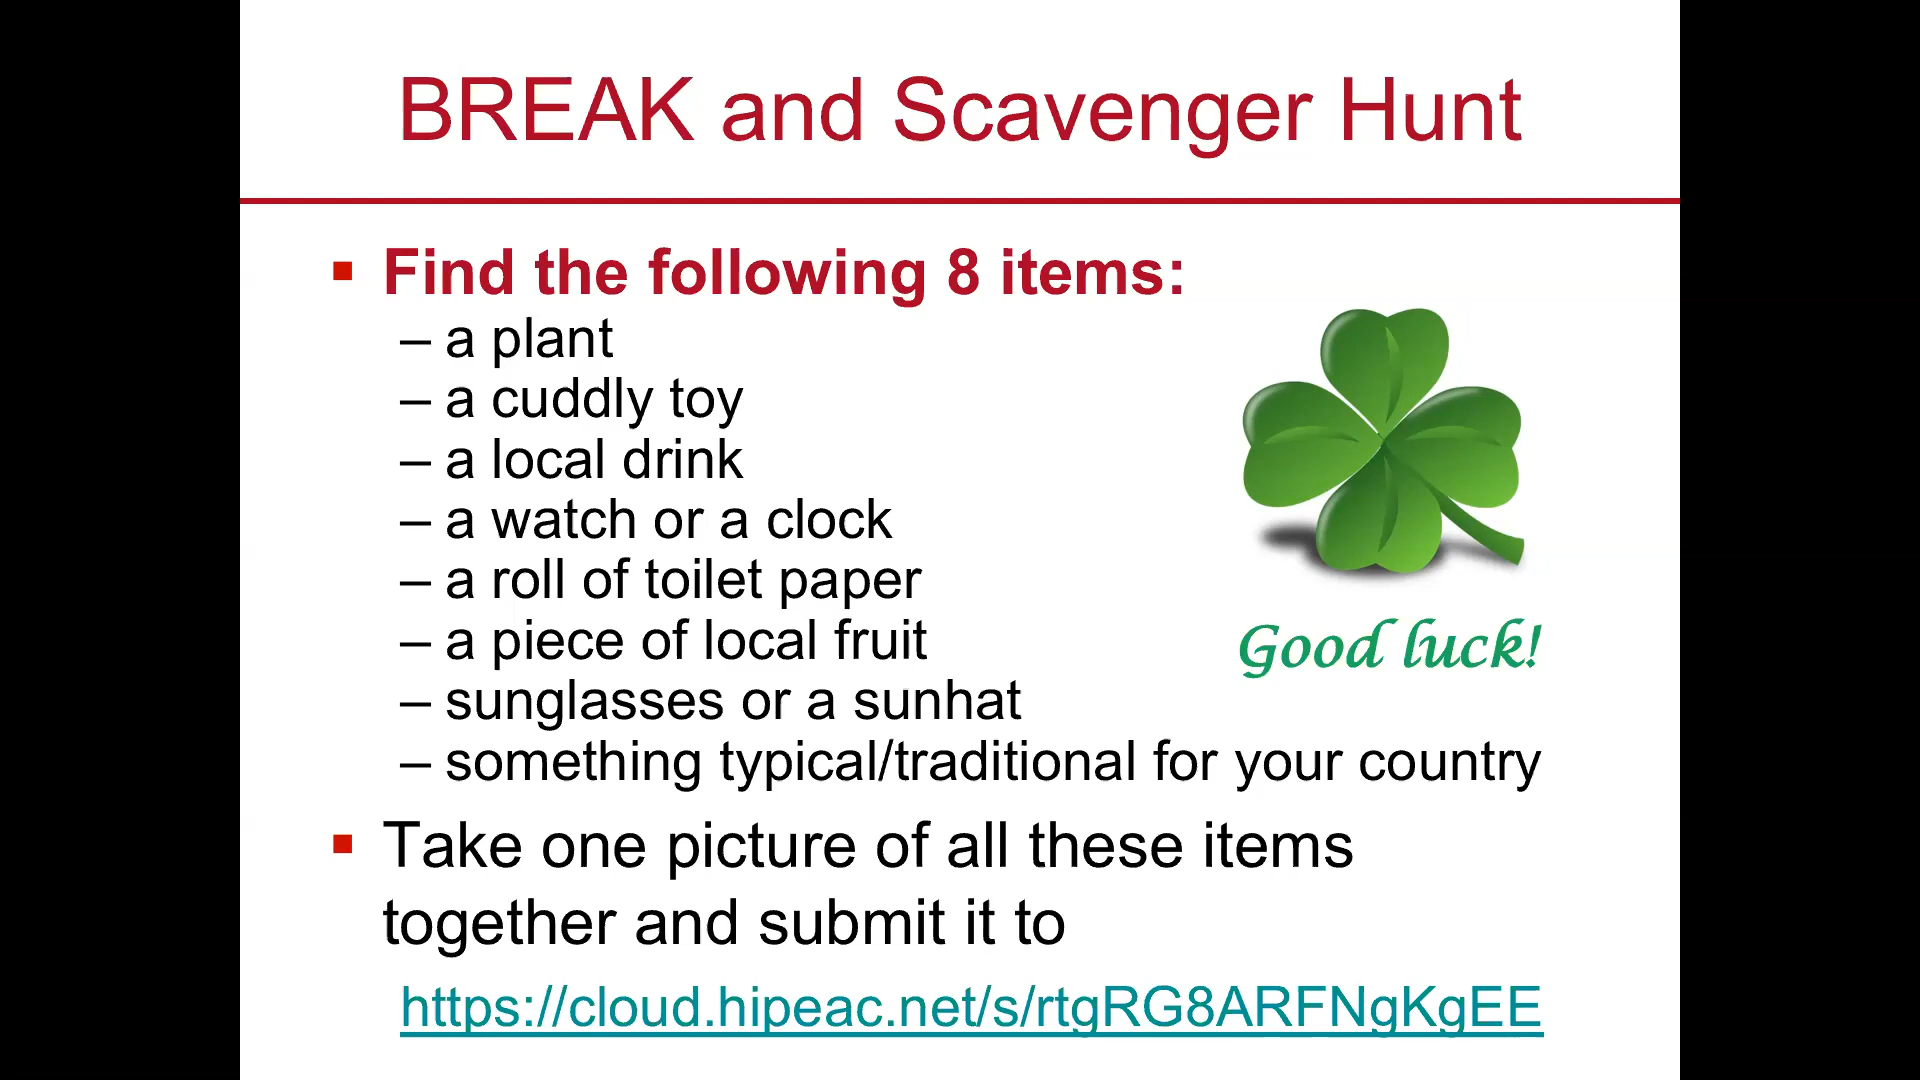 BREAK and Scavenger Hunt
▪ Find the following 8 items:
– a plant
– a cuddly toy
– a local drink
– a watch or a clock
– a roll of toilet paper
– a piece of local fruit
– sunglasses or a sunhat
– something typical/traditional for your country
Good luck!
▪ Take one picture of all these items
together and submit it to
https://cloud.hipeac.net/s/rtgRG8ARFNgKgEE